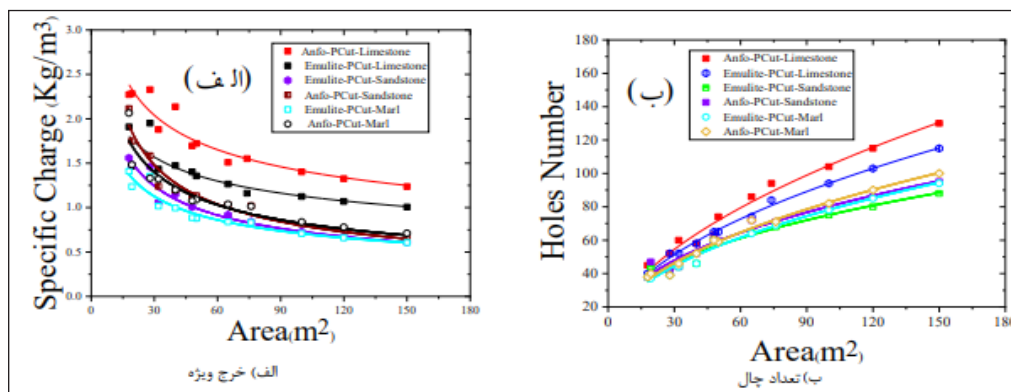 Specific Charge (Kg/m3)
3.0
2.5
2.0
1.5
1.0
0.5
0.0
(الف)
Anfo-PCut-Limestone
Emulite-PCut-Limestone
Emulite-PCut-Sandstone
Anfo-PCut-Sandstone
Emulite-PCut-Marl
Anfo-PCut-Marl
0 30 60 90 120 150 180
Area(m2)
الف) خرج ویژه
Holes Number
180
160
140
120
100
80
60
40
20
(ب)
Anfo-PCut-Limestone
Emulite-PCut-Limestone
Emulite-PCut-Sandstone
Anfo-PCut-Sandstone
Emulite-PCut-Marl
Anfo-PCut-Marl
0 30 60 90 120 150 180
Area(m2)
ب) تعداد چال